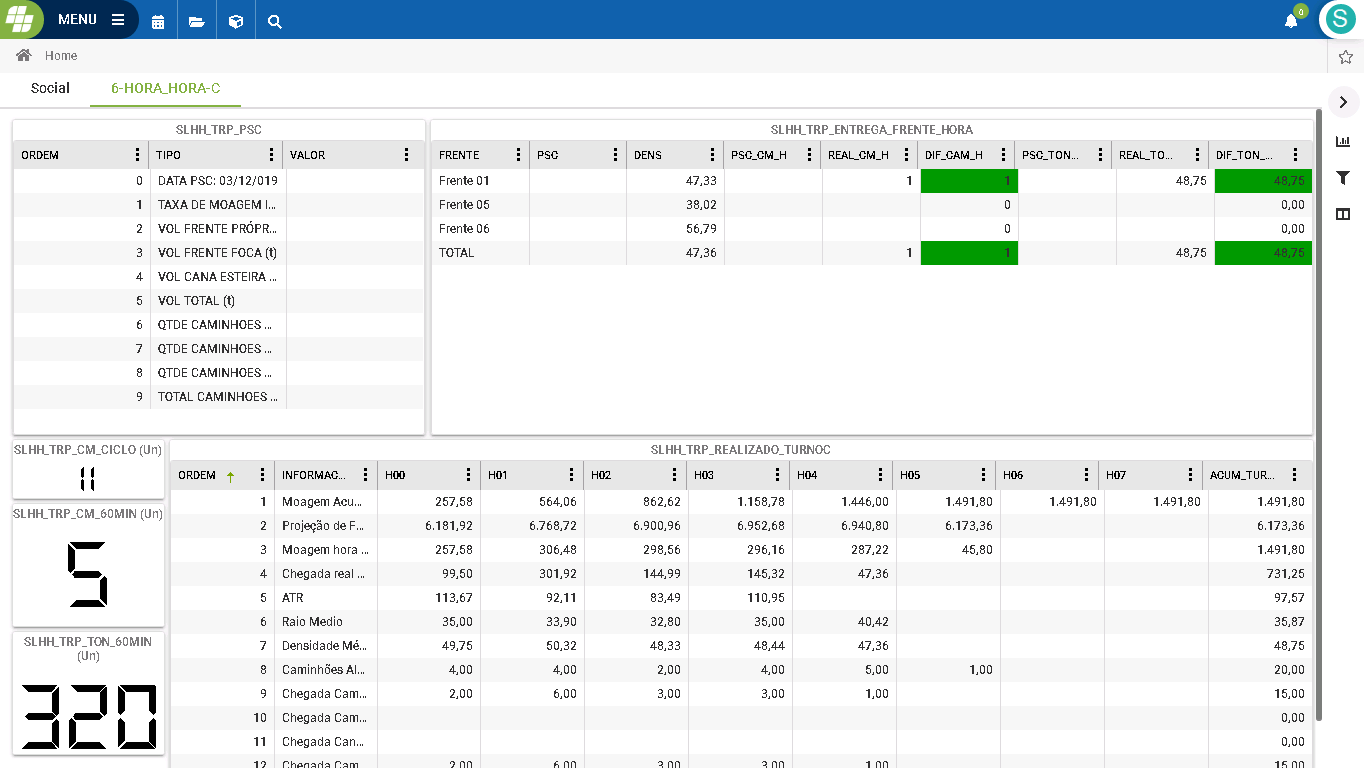 MENU
0
S
Home
Social 6-HORA_HORA-C
SLHH_TRP_PSC
ORDEM TIPO VALOR
0 DATA PSC: 03/12/019
1 TAXA DE MOAGEM I...
2 VOL FRENTE PRÓPR...
3 VOL FRENTE FOCA (t)
4 VOL CANA ESTEIRA ...
5 VOL TOTAL (t)
6 QTDE CAMINHOES ...
7 QTDE CAMINHOES ...
8 QTDE CAMINHOES ...
9 TOTAL CAMINHOES ...
SLHH_TRP_ENTREGA_FRENTE_HORA
FRENTE PSC DENS PSC_CM_H REAL_CM_H DIF_CAM_H PSC_TON... REAL_TO... DIF_TON_...
Frente 01 47,33 1 1 48,75 48,75
Frente 05 38,02 0 0,00
Frente 06 56,79 0 0,00
TOTAL 47,36 1 1 48,75 48,75
SLHH_TRP_CM_CICLO (Un)
11
SLHH_TRP_CM_60MIN (Un)
5
SLHH_TRP_TON_60MIN
(Un)
320
SLHH_TRP_REALIZADO_TURNOC
ORDEM INFORMAC... H00 H01 H02 H03 H04 H05 H06 H07 ACUM_TUR...
1 Moagem Acu... 257,58 564,06 862,62 1.158,78 1.446,00 1.491,80 1.491,80 1.491,80 1.491,80
2 Projeção de F... 6.181,92 6.768,72 6.900,96 6.952,68 6.940,80 6.173,36 6.173,36
3 Moagem hora ... 257,58 306,48 298,56 296,16 287,22 45,80 1.491,80
4 Chegada real ... 99,50 301,92 144,99 145,32 47,36 731,25
5 ATR 113,67 92,11 83,49 110,95 97,57
6 Raio Medio 35,00 33,90 32,80 35,00 40,42 35,87
7 Densidade Mé... 49,75 50,32 48,33 48,44 47,36 48,75
8 Caminhões Al... 4,00 4,00 2,00 4,00 5,00 1,00 20,00
9 Chegada Cam... 2,00 6,00 3,00 3,00 1,00 15,00
10 Chegada Cam... 0,00
11 Chegada Can... 0,00
12 Chegada Cam... 2,00 6,00 3,00 3,00 1,00 15,00